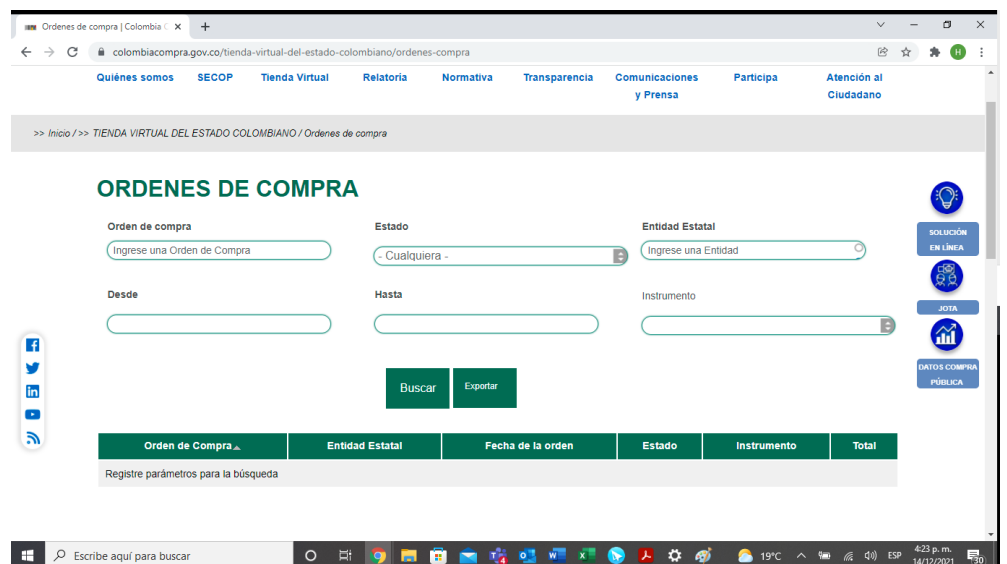 Ordenes de compra | Colombia C
colombiacompra.gov.co/tienda-virtual-del-estado-colombiano/ordenes-compra
H
Quiénes somos SECOP Tienda Virtual Relatoría Normativa Transparencia Comunicaciones y Prensa Participa Atención al Ciudadano
>> Inicio / >> TIENDA VIRTUAL DEL ESTADO COLOMBIANO / Ordenes de compra
ORDENES DE COMPRA
Orden de compra Estado Entidad Estatal
Ingrese una Orden de Compra - Cualquiera - Ingrese una Entidad
Desde Hasta Instrumento
Buscar Exportar
SOLUCIÓN
EN LÍNEA
JOTA
DATOS COMPRA
PÚBLICA
Orden de Compra Entidad Estatal Fecha de la orden Estado Instrumento Total
Registre parámetros para la búsqueda
Escribe aquí para buscar 19°C ESP 4:23 p. m.
14/12/2021 30